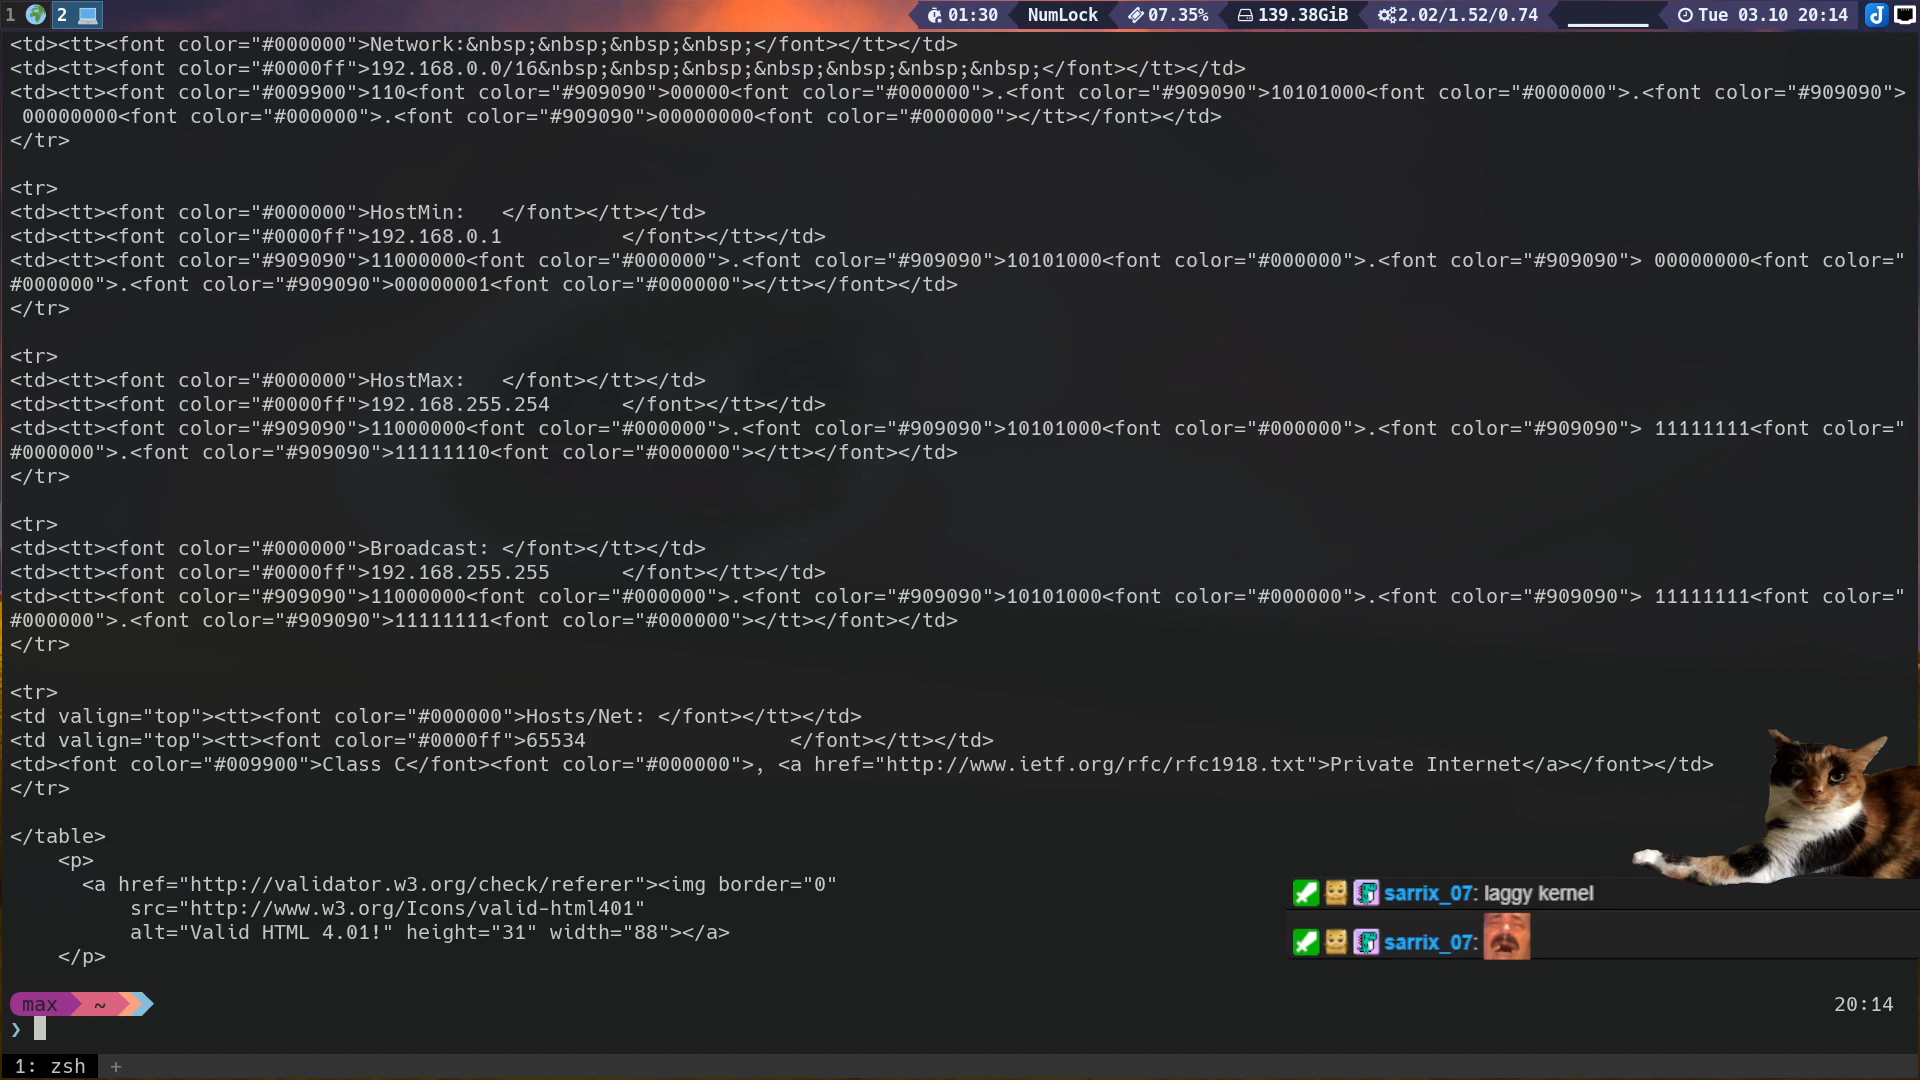 1 2 01:30 NumLock 07.35% 139.38GiB 2.02/1.52/0.74 Tue 03.10 20:14
<td><tt><font color="#000000">Network:&nbsp;&nbsp;&nbsp;&nbsp;</font></tt></td>
<td><tt><font color="#0000ff">192.168.0.0/16&nbsp;&nbsp;&nbsp;&nbsp;&nbsp;&nbsp;&nbsp;</font></tt></td>
<td><tt><font color="#009900">110<font color="#909090">00000<font color="#000000">.<font color="#909090">10101000<font color="#000000">.<font color="#909090">
00000000<font color="#000000">.<font color="#909090">00000000<font color="#000000"></tt></font></td>
</tr>
<tr>
<td><tt><font color="#000000">HostMin:   </font></tt></td>
<td><tt><font color="#0000ff">192.168.0.1          </font></tt></td>
<td><tt><font color="#909090">11000000<font color="#000000">.<font color="#909090">10101000<font color="#000000">.<font color="#909090"> 00000000<font color="
#000000">.<font color="#909090">00000001<font color="#000000"></tt></font></td>
</tr>
<tr>
<td><tt><font color="#000000">HostMax:   </font></tt></td>
<td><tt><font color="#0000ff">192.168.255.254      </font></tt></td>
<td><tt><font color="#909090">11000000<font color="#000000">.<font color="#909090">10101000<font color="#000000">.<font color="#909090"> 11111111<font color="
#000000">.<font color="#909090">11111110<font color="#000000"></tt></font></td>
</tr>
<tr>
<td><tt><font color="#000000">Broadcast: </font></tt></td>
<td><tt><font color="#0000ff">192.168.255.255      </font></tt></td>
<td><tt><font color="#909090">11000000<font color="#000000">.<font color="#909090">10101000<font color="#000000">.<font color="#909090"> 11111111<font color="
#000000">.<font color="#909090">11111111<font color="#000000"></tt></font></td>
</tr>
<tr>
<td valign="top"><tt><font color="#000000">Hosts/Net: </font></tt></td>
<td valign="top"><tt><font color="#0000ff">65534                 </font></tt></td>
<td><font color="#009900">Class C</font><font color="#000000">, <a href="http://www.ietf.org/rfc/rfc1918.txt">Private Internet</a></font></td>
</tr>
</table>
<p>
<a href="http://validator.w3.org/check/referer"><img border="0"
src="http://www.w3.org/Icons/valid-html401"
alt="Valid HTML 4.01!" height="31" width="88"></a>
</p>
sarrix_07: laggy kernel
sarrix_07:
max ~ 20:14
❯
1: zsh +